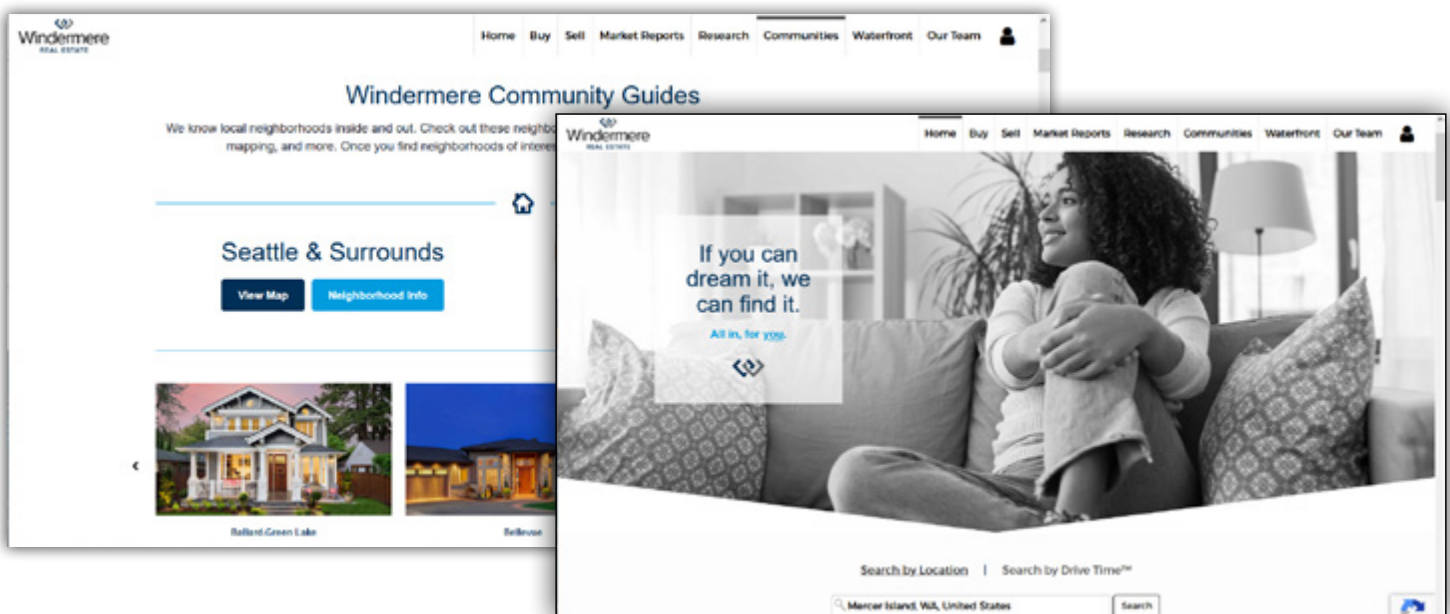 Windermere
REAL ESTATE
Home Buy Sell Market Reports Research Communities Waterfront Our Team
Windermere Community Guides
We know local neighborhoods inside and out. Check out these neighbo
mapping, and more. Once you find neighborhoods of interes
Seattle & Surrounds
View Map Neighborhood Info
Ballard-Green Lake Bellevue
Windermere
REAL ESTATE
Home Buy Sell Market Reports Research Communities Waterfront Our Team
If you can
dream it, we
can find it.
All in, for you.
Search by Location | Search by Drive Time™
Mercer Island, WA, United States Search